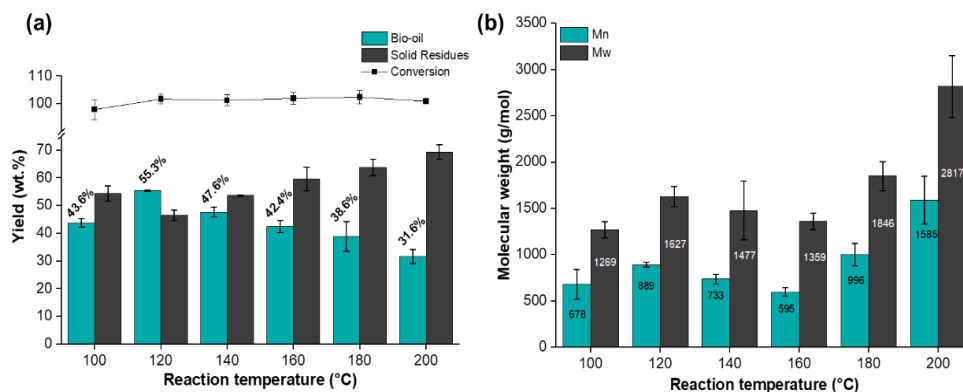 (a)
Bio-oil
Solid Residues
Conversion
110
100
70
60
50
40
30
20
10
0
Yield (wt.%)
43.6%
55.3%
47.6%
42.4%
38.6%
31.6%
100 120 140 160 180 200
Reaction temperature (°C)
(b)
Mn
Mw
3500
3000
2500
2000
1500
1000
500
0
Molecular weight (g/mol)
678 1269 889 1627 733 1477 595 1359 996 1846 1585 2817
100 120 140 160 180 200
Reaction temperature (°C)